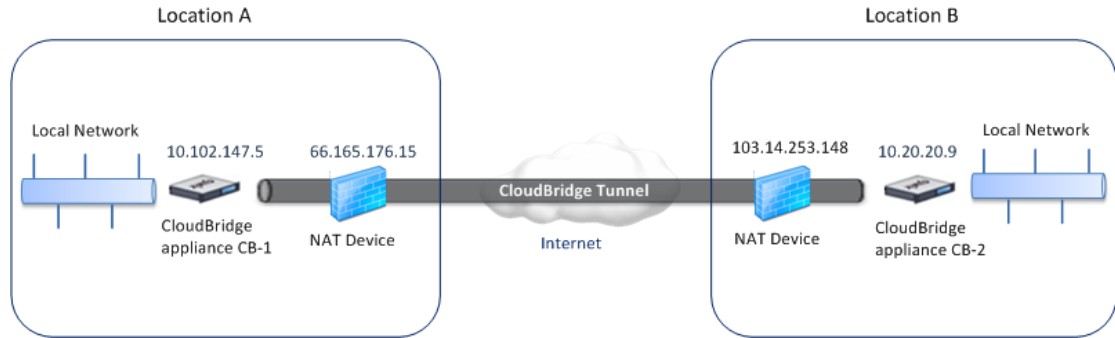 Location A
Location B
Local Network
10.102.147.5
66.165.176.15
CloudBridge
appliance CB-1
NAT Device
CloudBridge Tunnel
Internet
103.14.253.148
10.20.20.9
Local Network
NAT Device
CloudBridge
appliance CB-2